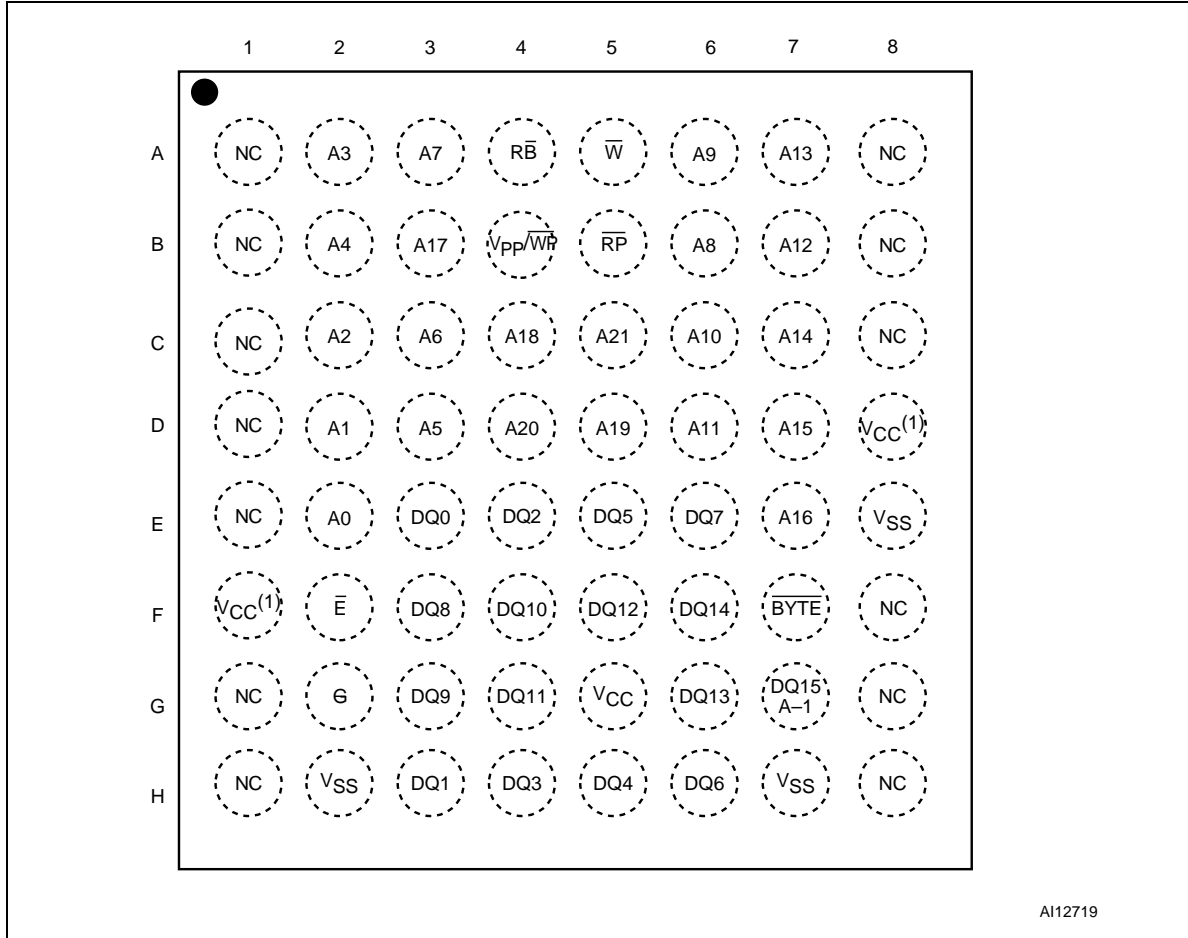 1 2 3 4 5 6 7 8
A NC A3 A7 RB̅ W̅ A9 A13 NC
B NC A4 A17 VPP/W̅P̅ R̅P̅ A8 A12 NC
C NC A2 A6 A18 A21 A10 A14 NC
D NC A1 A5 A20 A19 A11 A15 VCC(1)
E NC A0 DQ0 DQ2 DQ5 DQ7 A16 VSS
F VCC(1) E̅ DQ8 DQ10 DQ12 DQ14 B̅Y̅T̅E̅ NC
G NC G̅ DQ9 DQ11 VCC DQ13 DQ15 NC
A–1
H NC VSS DQ1 DQ3 DQ4 DQ6 VSS NC
AI12719